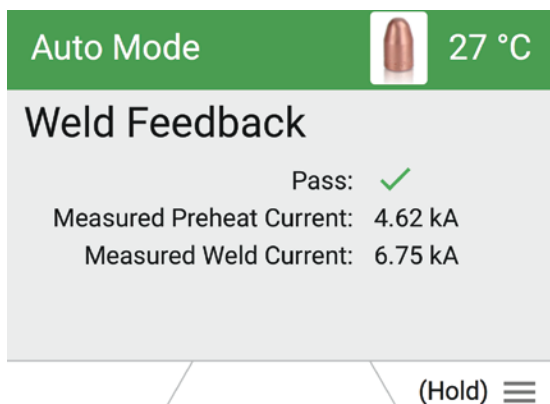 Auto Mode
27 °C
Weld Feedback
Pass:
Measured Preheat Current: 4.62 kA
Measured Weld Current: 6.75 kA
(Hold)